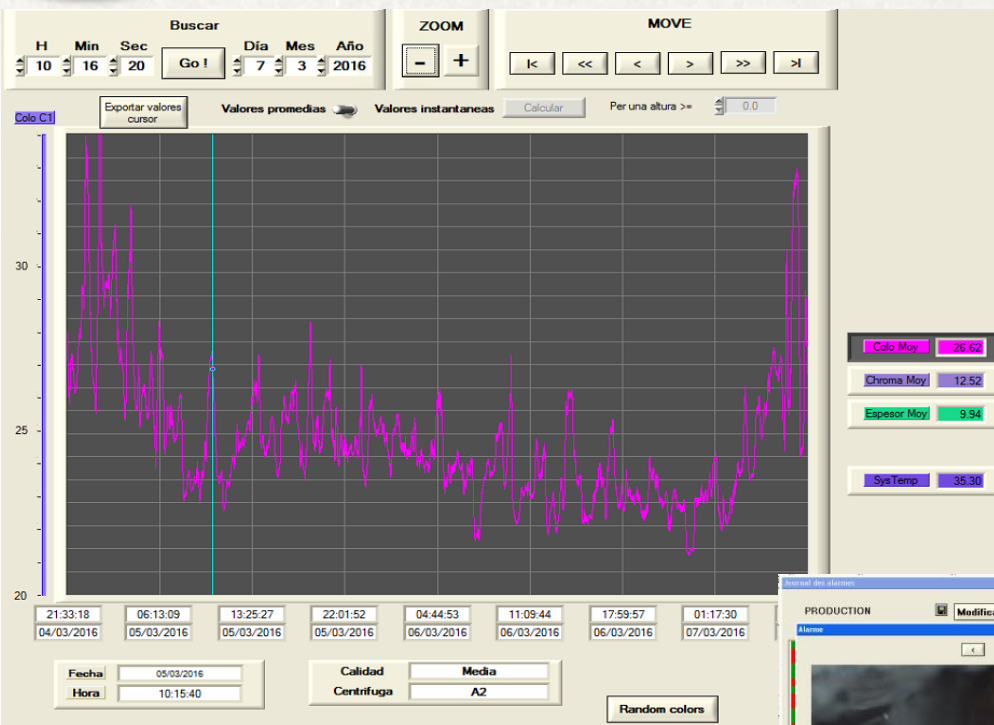 Buscar
ZOOM
MOVE
H Min Sec Día Mes Año
10 16 20 Go ! 7 3 2016
- +
|< << < > >> >|
Exportar valores
cursor
Valores promedias Valores instantaneas Calcular Per una altura >= 0.0
Colo C1
30
25
20
Colo Moy 26.62
Chroma Moy 12.52
Espesor Moy 9.94
SysTemp 35.30
21:33:18 06:13:09 13:25:27 22:01:52 04:44:53 11:09:44 17:59:57 01:17:30
04/03/2016 05/03/2016 05/03/2016 05/03/2016 06/03/2016 06/03/2016 06/03/2016 07/03/2016
Fecha 05/03/2016
Hora 10:15:40
Calidad Media
Centrifuga A2
Random colors
Journal des alarmes
PRODUCTION Modifica
Alarme
<